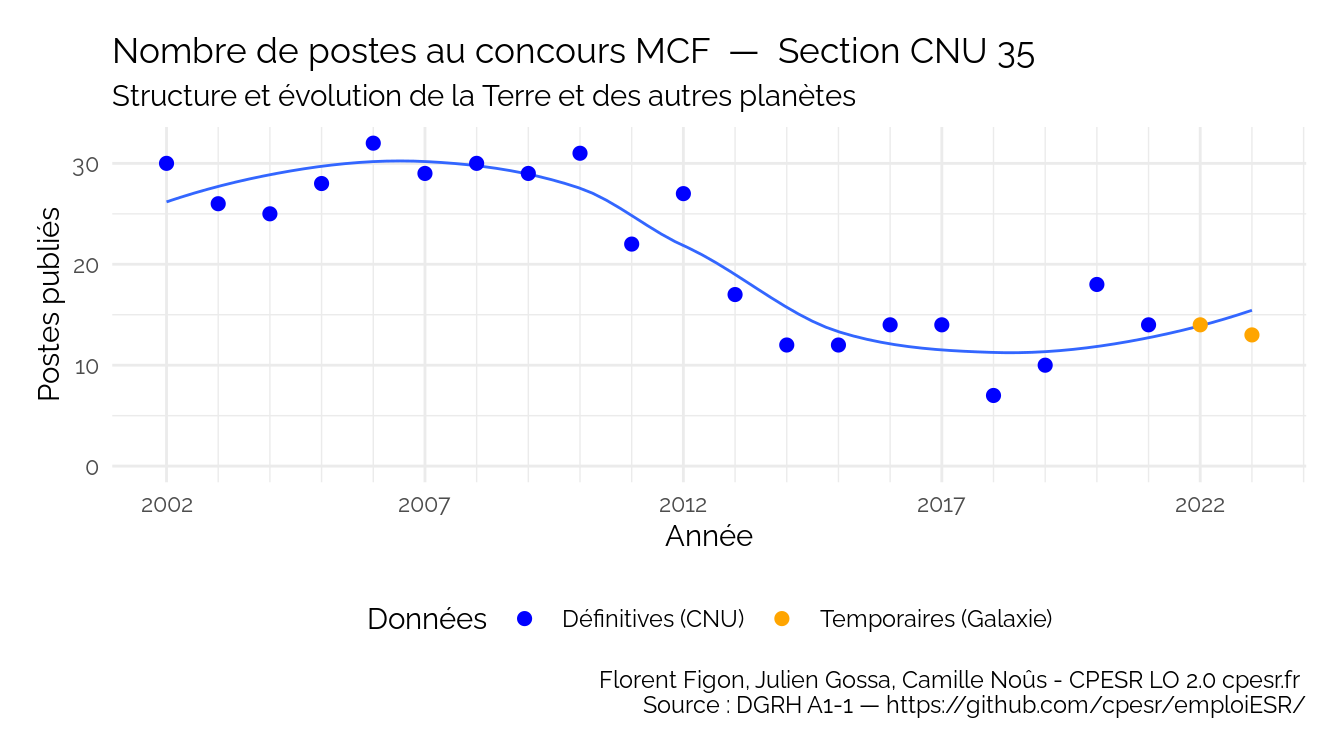 Nombre de postes au concours MCF — Section CNU 35
Structure et évolution de la Terre et des autres planètes
Postes publiés
30
20
10
0
2002 2007 2012 2017 2022
Année
Données Définitives (CNU) Temporaires (Galaxie)
Florent Figon, Julien Gossa, Camille Noûs - CPESR LO 2.0 cpesr.fr
Source : DGRH A1-1 — https://github.com/cpesr/emploiESR/